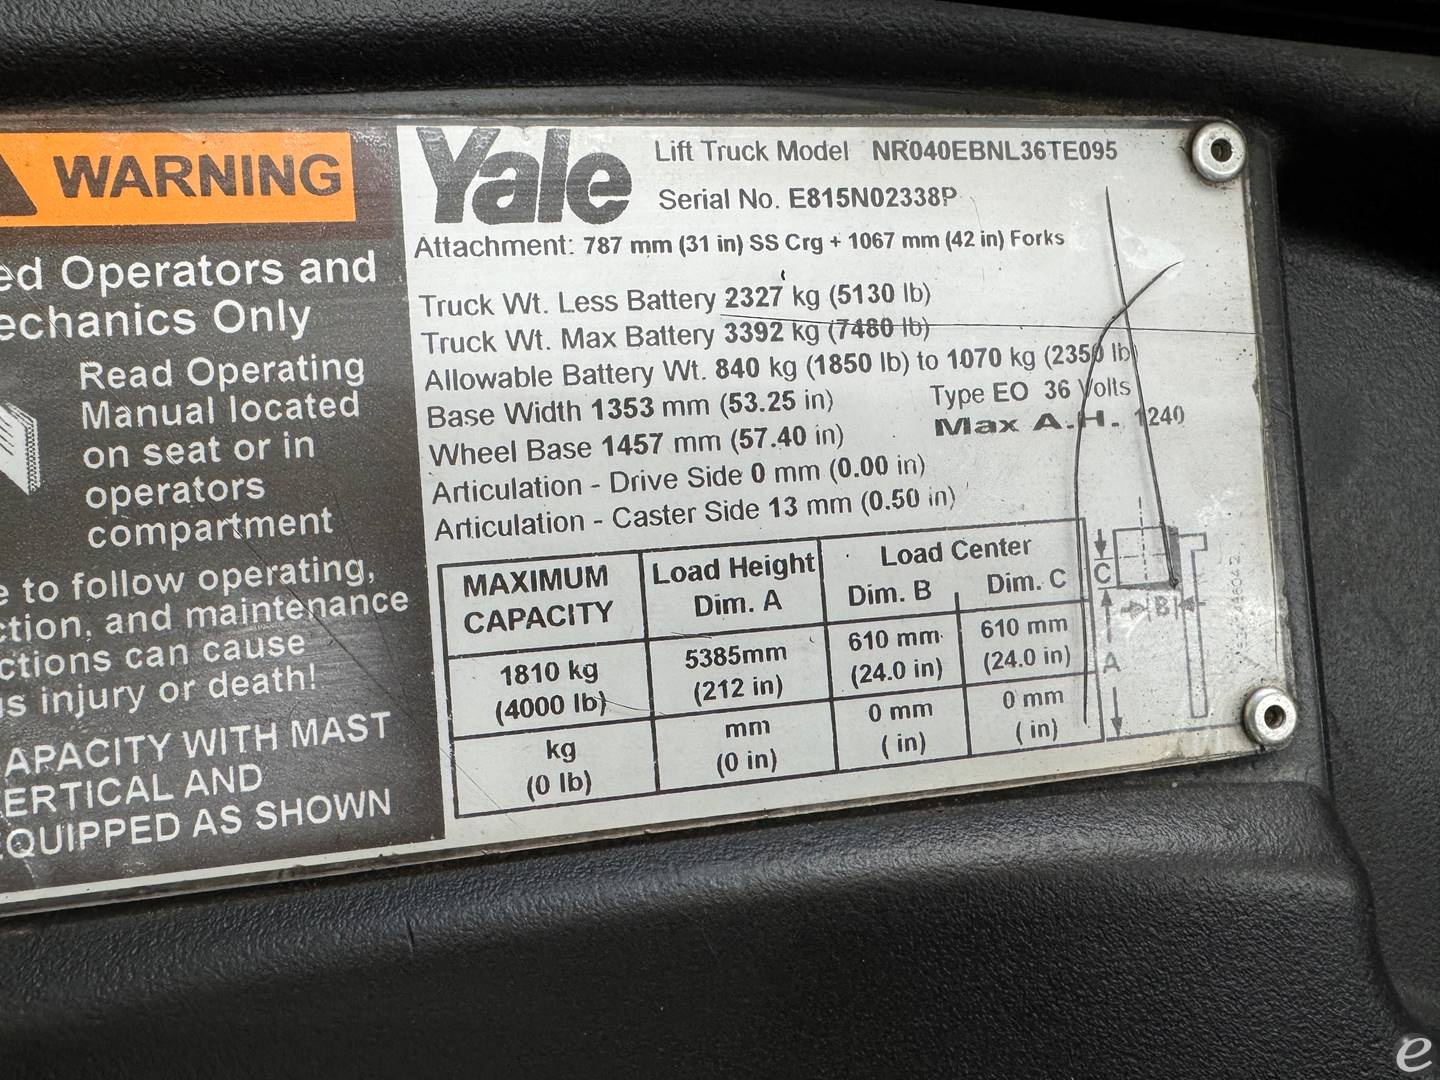 WARNING
ed Operators and
echanics Only
Read Operating
Manual located
on seat or in
operators
compartment
e to follow operating,
ction, and maintenance
ctions can cause
is injury or death!
APACITY WITH MAST
ERTICAL AND
EQUIPPED AS SHOWN
Yale
Lift Truck Model NR040EBNL36TE095
Serial No. E815N02338P
Attachment: 787 mm (31 in) SS Crg + 1067 mm (42 in) Forks
Truck Wt. Less Battery 2327 kg (5130 lb)
Truck Wt. Max Battery 3392 kg (7480 lb)
Allowable Battery Wt. 840 kg (1850 lb) to 1070 kg (2350 lb)
Base Width 1353 mm (53.25 in) Type EO 36 Volts
Wheel Base 1457 mm (57.40 in) Max A.H. 1240
Articulation - Drive Side 0 mm (0.00 in)
Articulation - Caster Side 13 mm (0.50 in)
MAXIMUM CAPACITY
Load Height Dim. A
Load Center
Dim. B Dim. C
1810 kg 5385mm 610 mm 610 mm
(4000 lb) (212 in) (24.0 in) (24.0 in)
kg mm 0 mm 0 mm
(0 lb) (0 in) ( in) ( in)
C
B
A
e